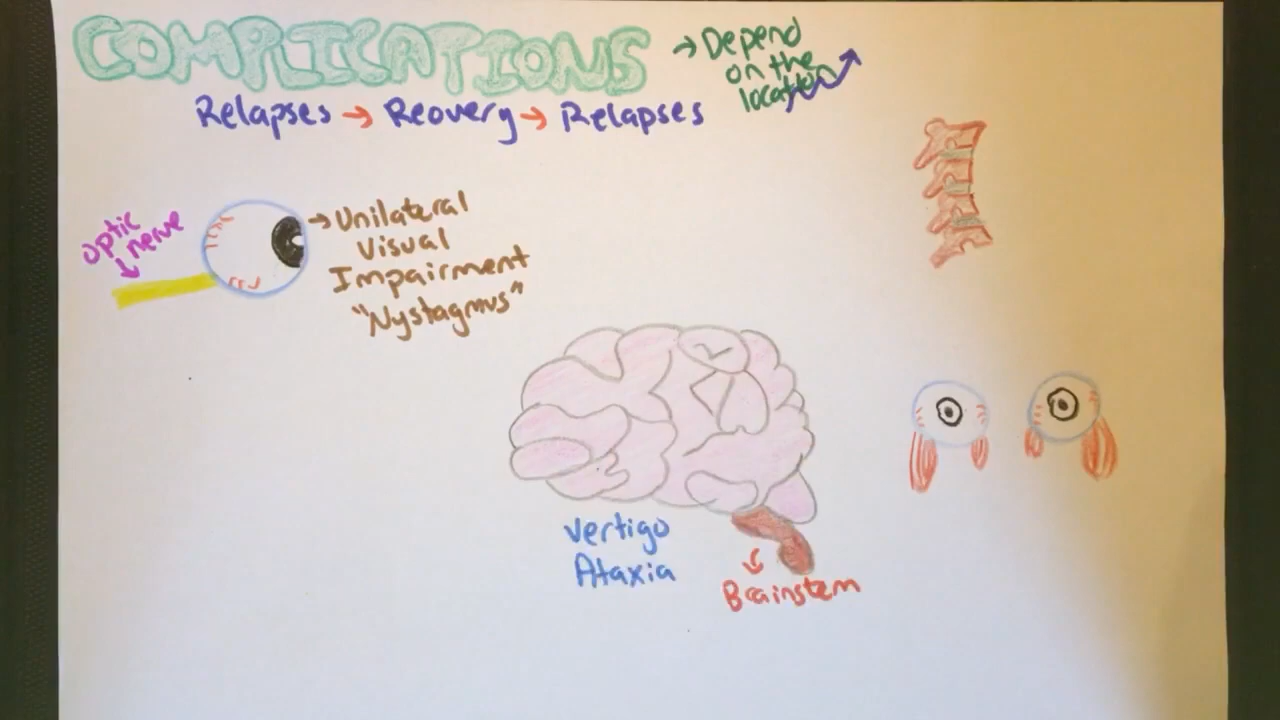 COMPLICATIONS
→ Depend
on the
location
Relapses → Reovery → Relapses
optic
nerve
→ Unilateral
Visual
Impairment
"Nystagmus"
Vertigo
Ataxia
Brainstem